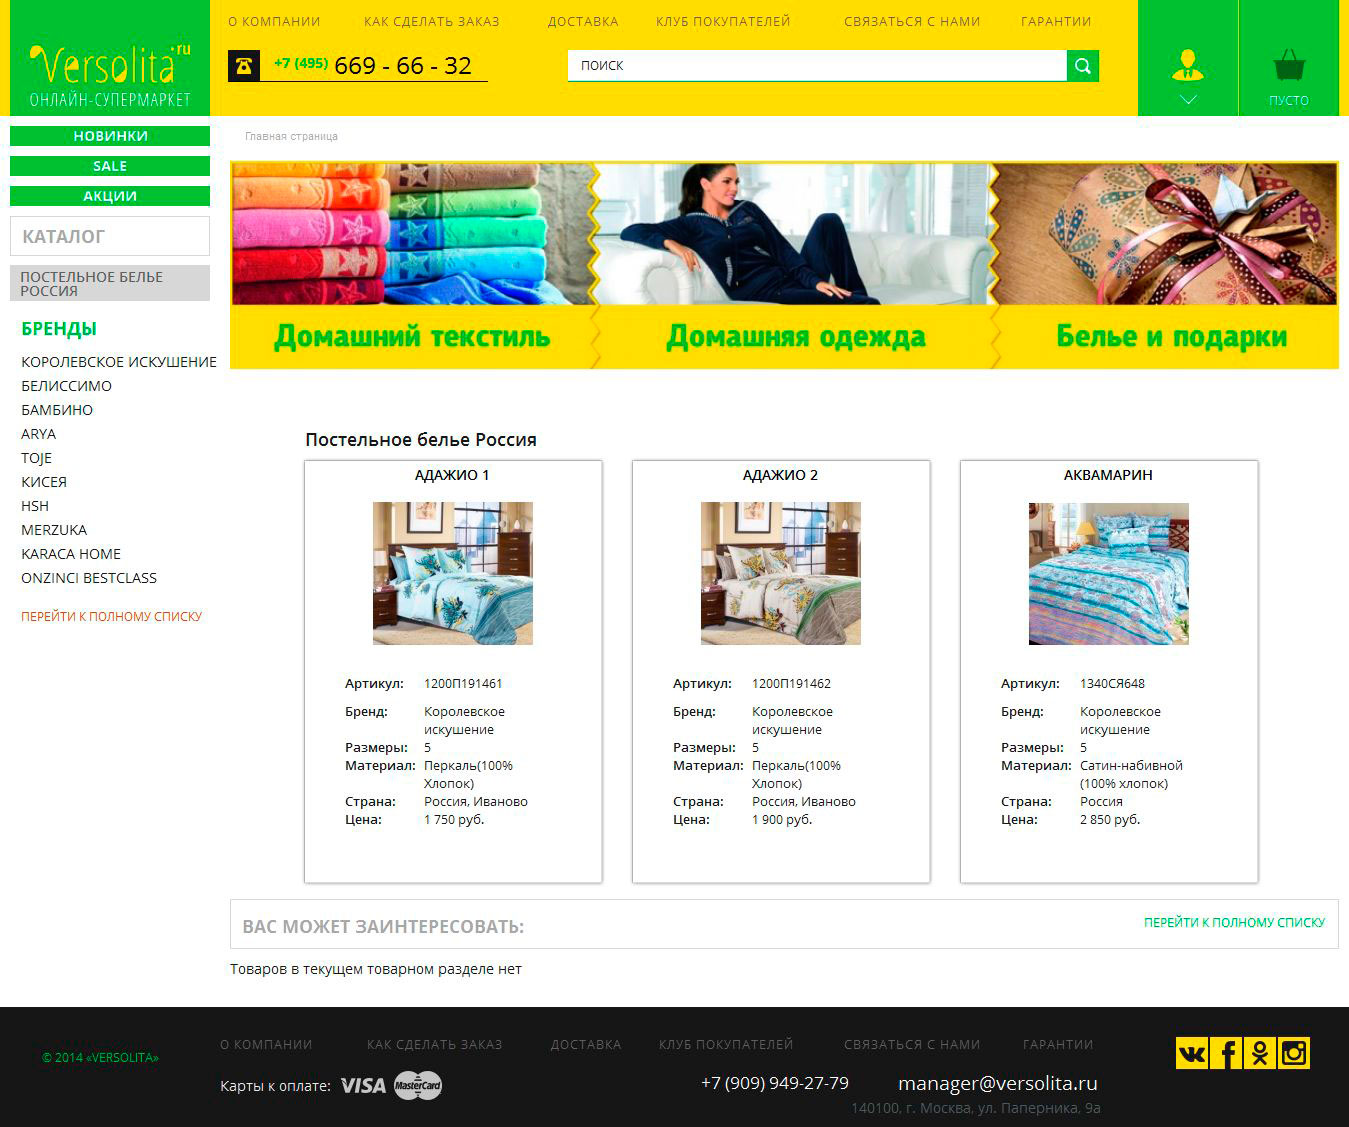 О КОМПАНИИ КАК СДЕЛАТЬ ЗАКАЗ ДОСТАВКА КЛУБ ПОКУПАТЕЛЕЙ СВЯЗАТЬСЯ С НАМИ ГАРАНТИИ
Versolita.ru
ОНЛАЙН-СУПЕРМАРКЕТ
+7 (495) 669 - 66 - 32
ПОИСК
ПУСТО
НОВИНКИ
SALE
АКЦИИ
КАТАЛОГ
ПОСТЕЛЬНОЕ БЕЛЬЕ
РОССИЯ
БРЕНДЫ
КОРОЛЕВСКОЕ ИСКУШЕНИЕ
БЕЛИССИМО
БАМБИНО
ARYA
TOJE
КИСЕЯ
HSH
MERZUKA
KARACA HOME
ONZINCI BESTCLASS
ПЕРЕЙТИ К ПОЛНОМУ СПИСКУ
Главная страница
Домашний текстиль Домашняя одежда Белье и подарки
Постельное белье Россия
АДАЖИО 1
Артикул: 1200П191461
Бренд: Королевское
искушение
Размеры: 5
Материал: Перкаль(100%
Хлопок)
Страна: Россия, Иваново
Цена: 1 750 руб.
АДАЖИО 2
Артикул: 1200П191462
Бренд: Королевское
искушение
Размеры: 5
Материал: Перкаль(100%
Хлопок)
Страна: Россия, Иваново
Цена: 1 900 руб.
АКВАМАРИН
Артикул: 1340СЯ648
Бренд: Королевское
искушение
Размеры: 5
Материал: Сатин-набивной
(100% хлопок)
Страна: Россия
Цена: 2 850 руб.
ВАС МОЖЕТ ЗАИНТЕРЕСОВАТЬ: ПЕРЕЙТИ К ПОЛНОМУ СПИСКУ
Товаров в текущем товарном разделе нет
© 2014 «VERSOLITA»
О КОМПАНИИ КАК СДЕЛАТЬ ЗАКАЗ ДОСТАВКА КЛУБ ПОКУПАТЕЛЕЙ СВЯЗАТЬСЯ С НАМИ ГАРАНТИИ
Карты к оплате: VISA MasterCard
+7 (909) 949-27-79 manager@versolita.ru
140100, г. Москва, ул. Паперника, 9а